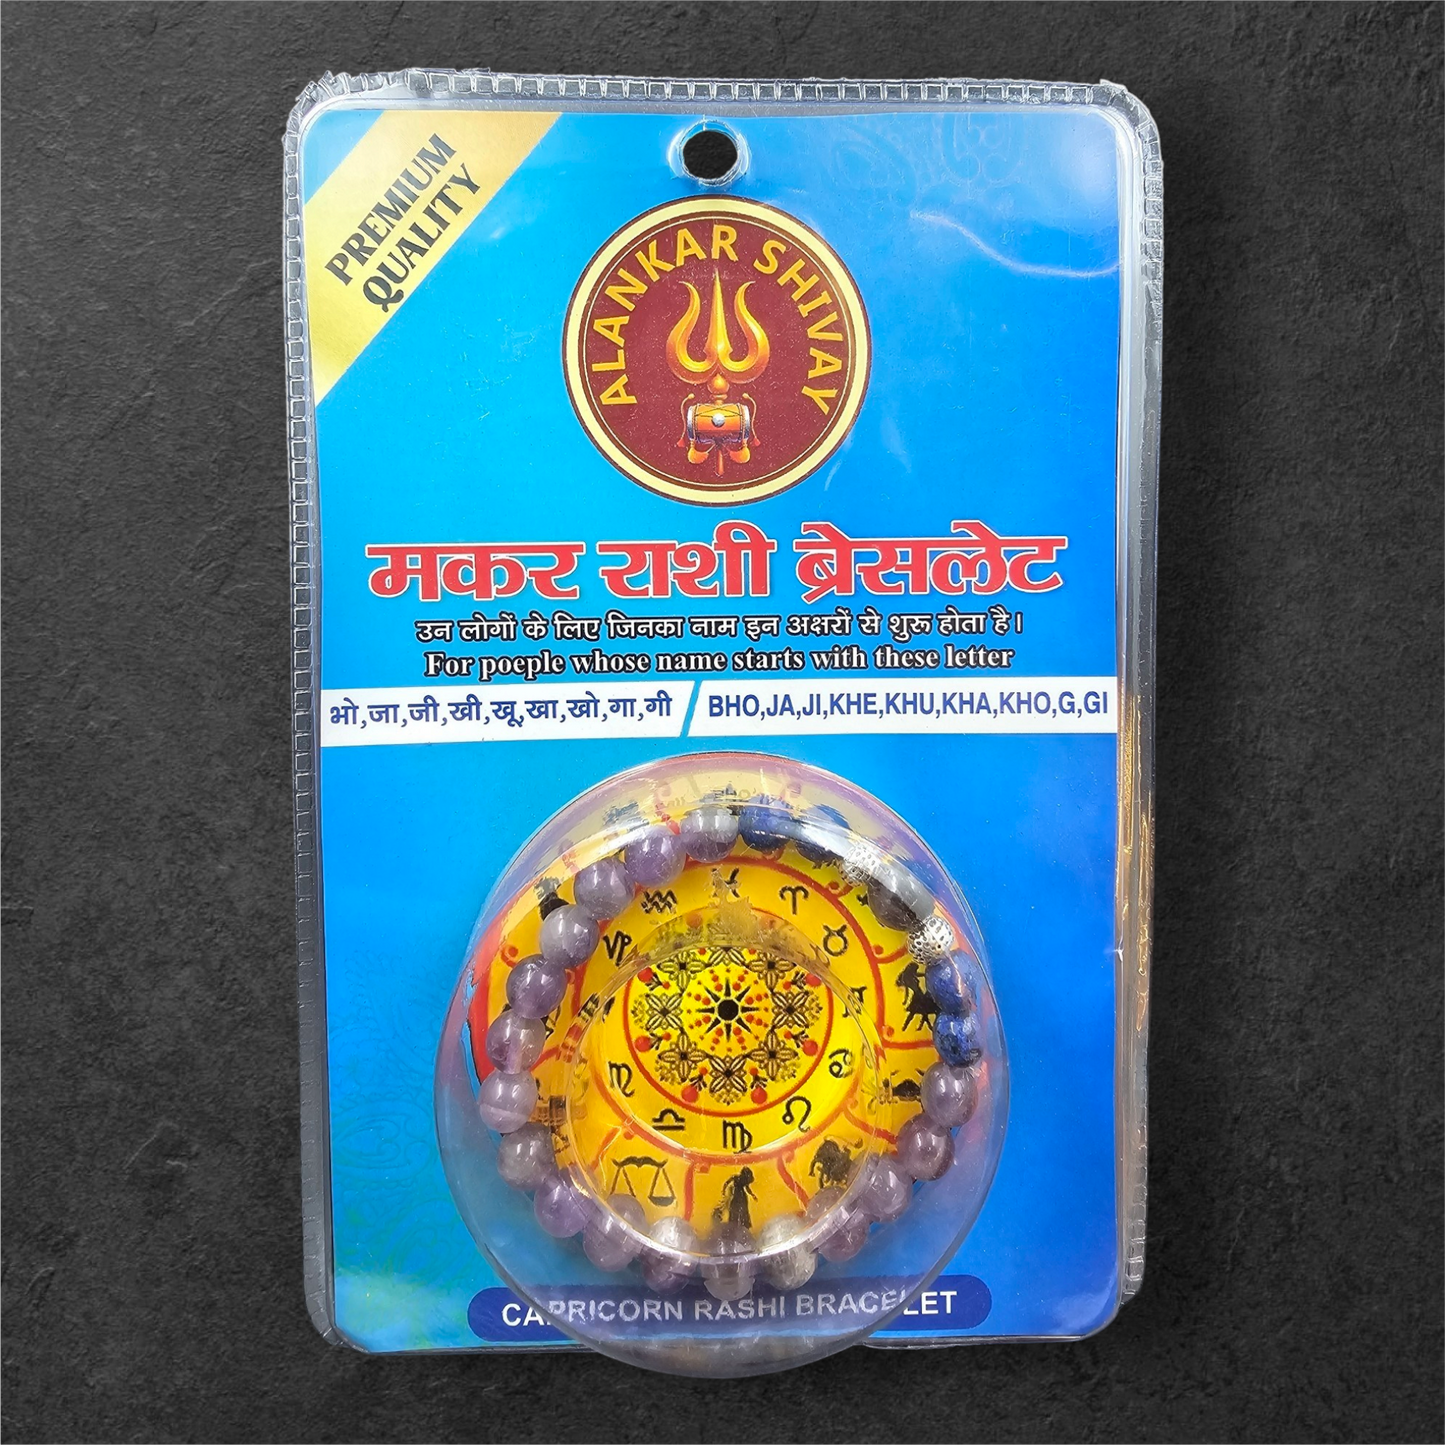 PREMIUM
QUALITY
ALANKAR SHIVAY
मकर राशी ब्रेसलेट
उन लोगों के लिए जिनका नाम इन अक्षरों से शुरू होता है।
For poeple whose name starts with these letter
भो,जा,जी,खी,खू,खा,खो,गा,गी / BHO,JA,JI,KHE,KHU,KHA,KHO,G,GI
CAPRICORN RASHI BRACELET